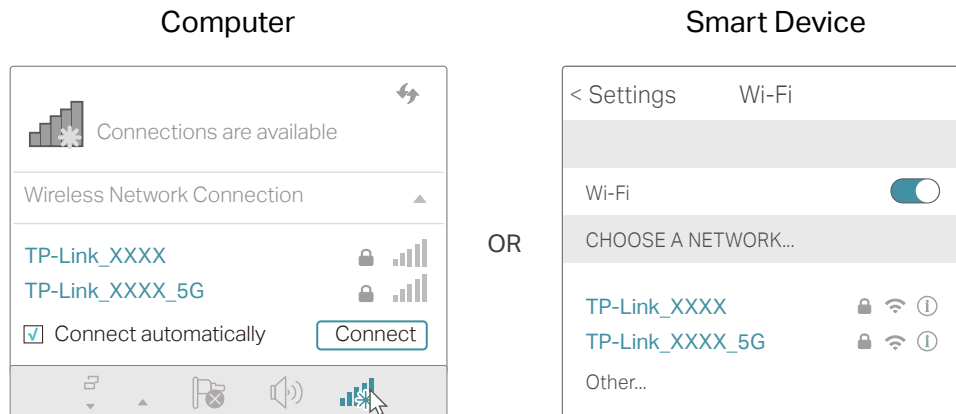 Computer
Connections are available
Wireless Network Connection
TP-Link_XXXX
TP-Link_XXXX_5G
Connect automatically
Connect
OR
Smart Device
< Settings Wi-Fi
Wi-Fi
CHOOSE A NETWORK...
TP-Link_XXXX
TP-Link_XXXX_5G
Other...